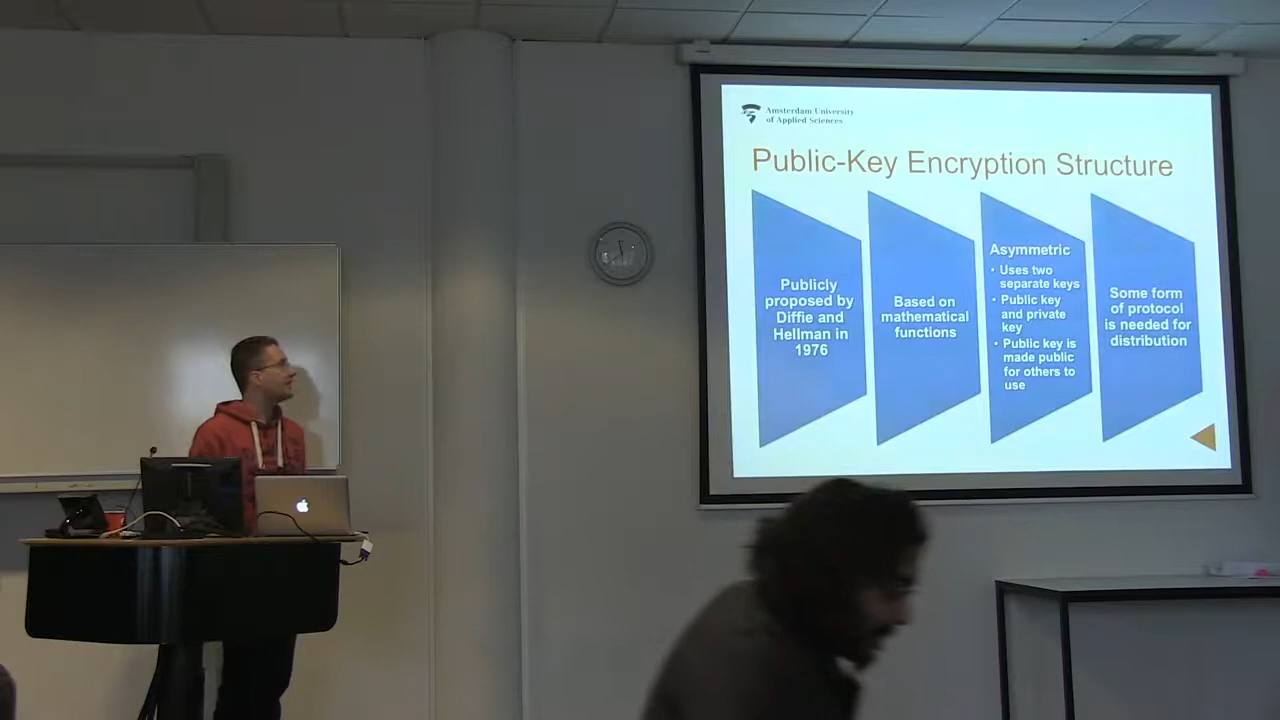 Amsterdam University
of Applied Sciences
Public-Key Encryption Structure
Publicly
proposed by
Diffie and
Hellman in
1976
Based on
mathematical
functions
Asymmetric
• Uses two
separate keys
• Public key
and private
key
• Public key is
made public
for others to
use
Some form
of protocol
is needed for
distribution